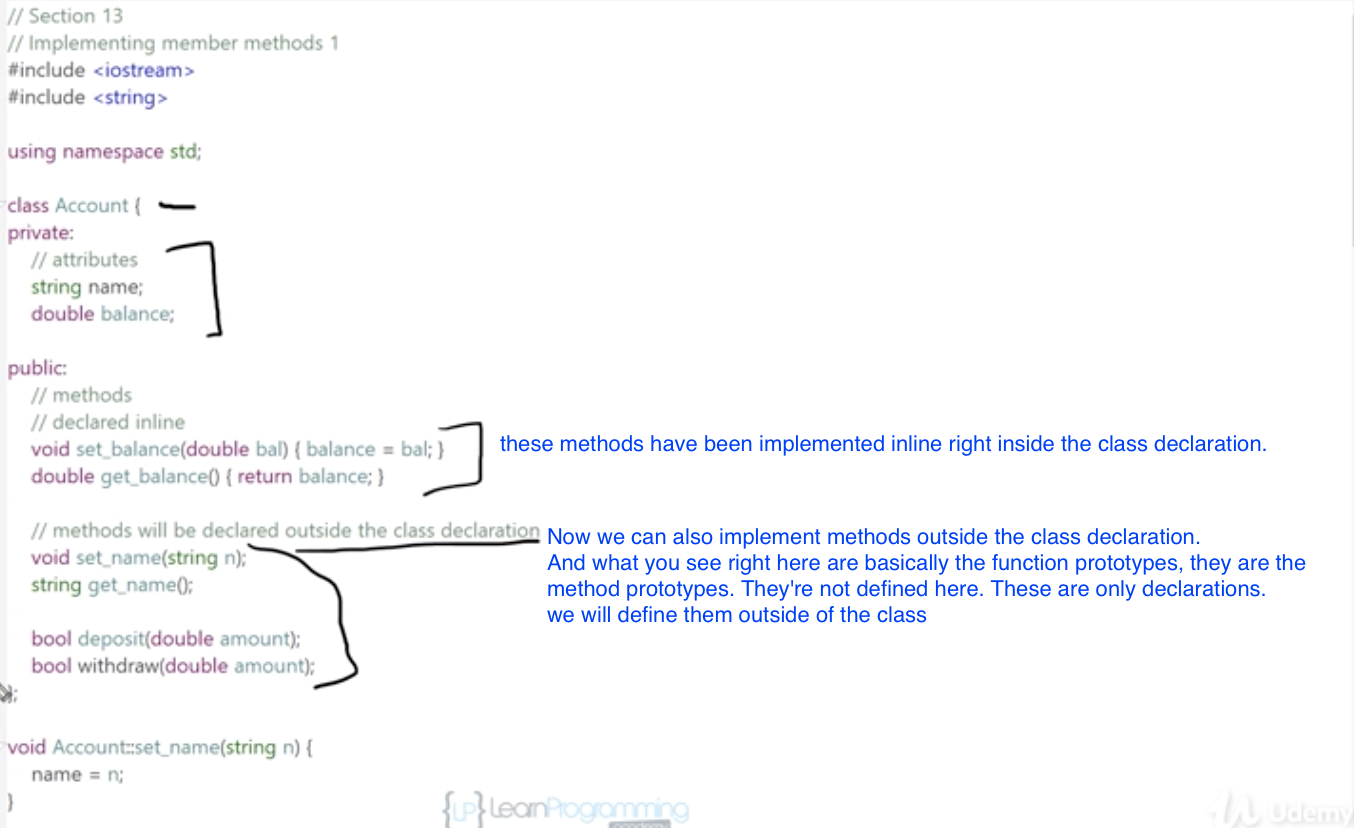 // Section 13
// Implementing member methods 1
#include <iostream>
#include <string>
using namespace std;
class Account {
private:
// attributes
string name;
double balance;
public:
// methods
// declared inline
void set_balance(double bal) { balance = bal; }
these methods have been implemented inline right inside the class declaration.
double get_balance() { return balance; }
// methods will be declared outside the class declaration
Now we can also implement methods outside the class declaration.
And what you see right here are basically the function prototypes, they are the
method prototypes. They're not defined here. These are only declarations.
we will define them outside of the class
void set_name(string n);
string get_name();
bool deposit(double amount);
bool withdraw(double amount);
};
void Account::set_name(string n) {
name = n;
}
{LP}LearnProgramming
academy
Udemy